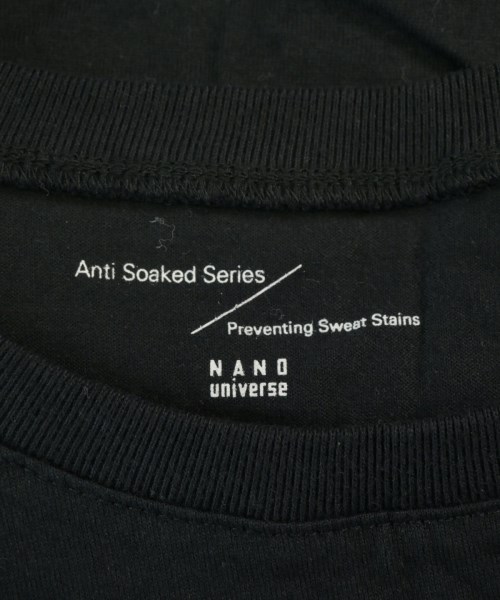 Anti Soaked Series
Preventing Sweat Stains
NANO
universe